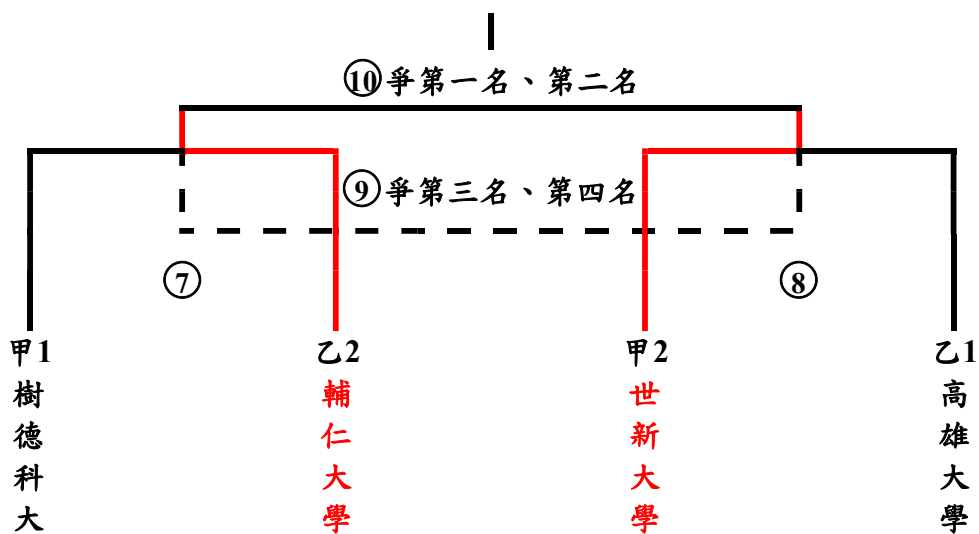 ⑩爭第一名、第二名
⑨爭第三名、第四名
⑦
⑧
甲1
樹德科大
乙2
輔仁大學
甲2
世新大學
乙1
高雄大學